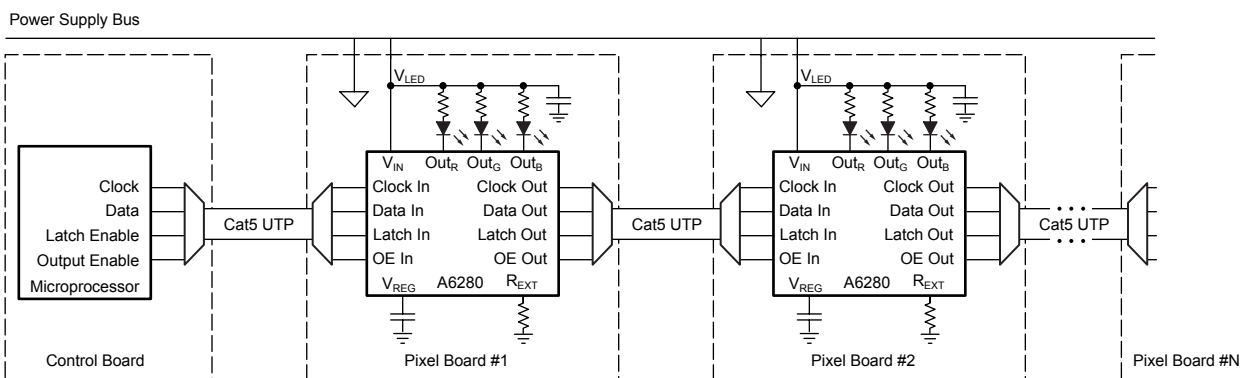 Power Supply Bus
Clock
Data
Latch Enable
Output Enable
Microprocessor
Control Board
Cat5 UTP
VLED
VIN OutR OutG OutB
Clock In Clock Out
Data In Data Out
Latch In Latch Out
OE In OE Out
VREG A6280 REXT
Pixel Board #1
Cat5 UTP
VLED
VIN OutR OutG OutB
Clock In Clock Out
Data In Data Out
Latch In Latch Out
OE In OE Out
VREG A6280 REXT
Pixel Board #2
Cat5 UTP
Pixel Board #N